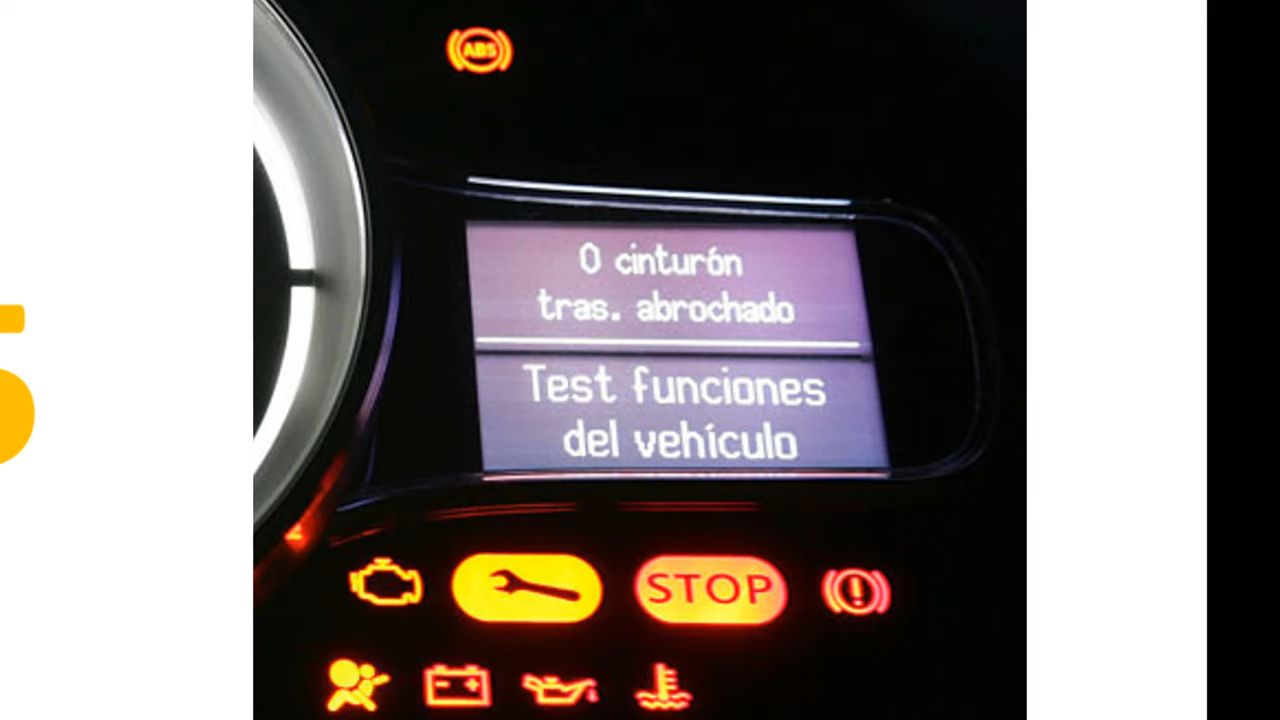 ABS
0 cinturón
tras. abrochado
Test funciones
del vehículo
STOP